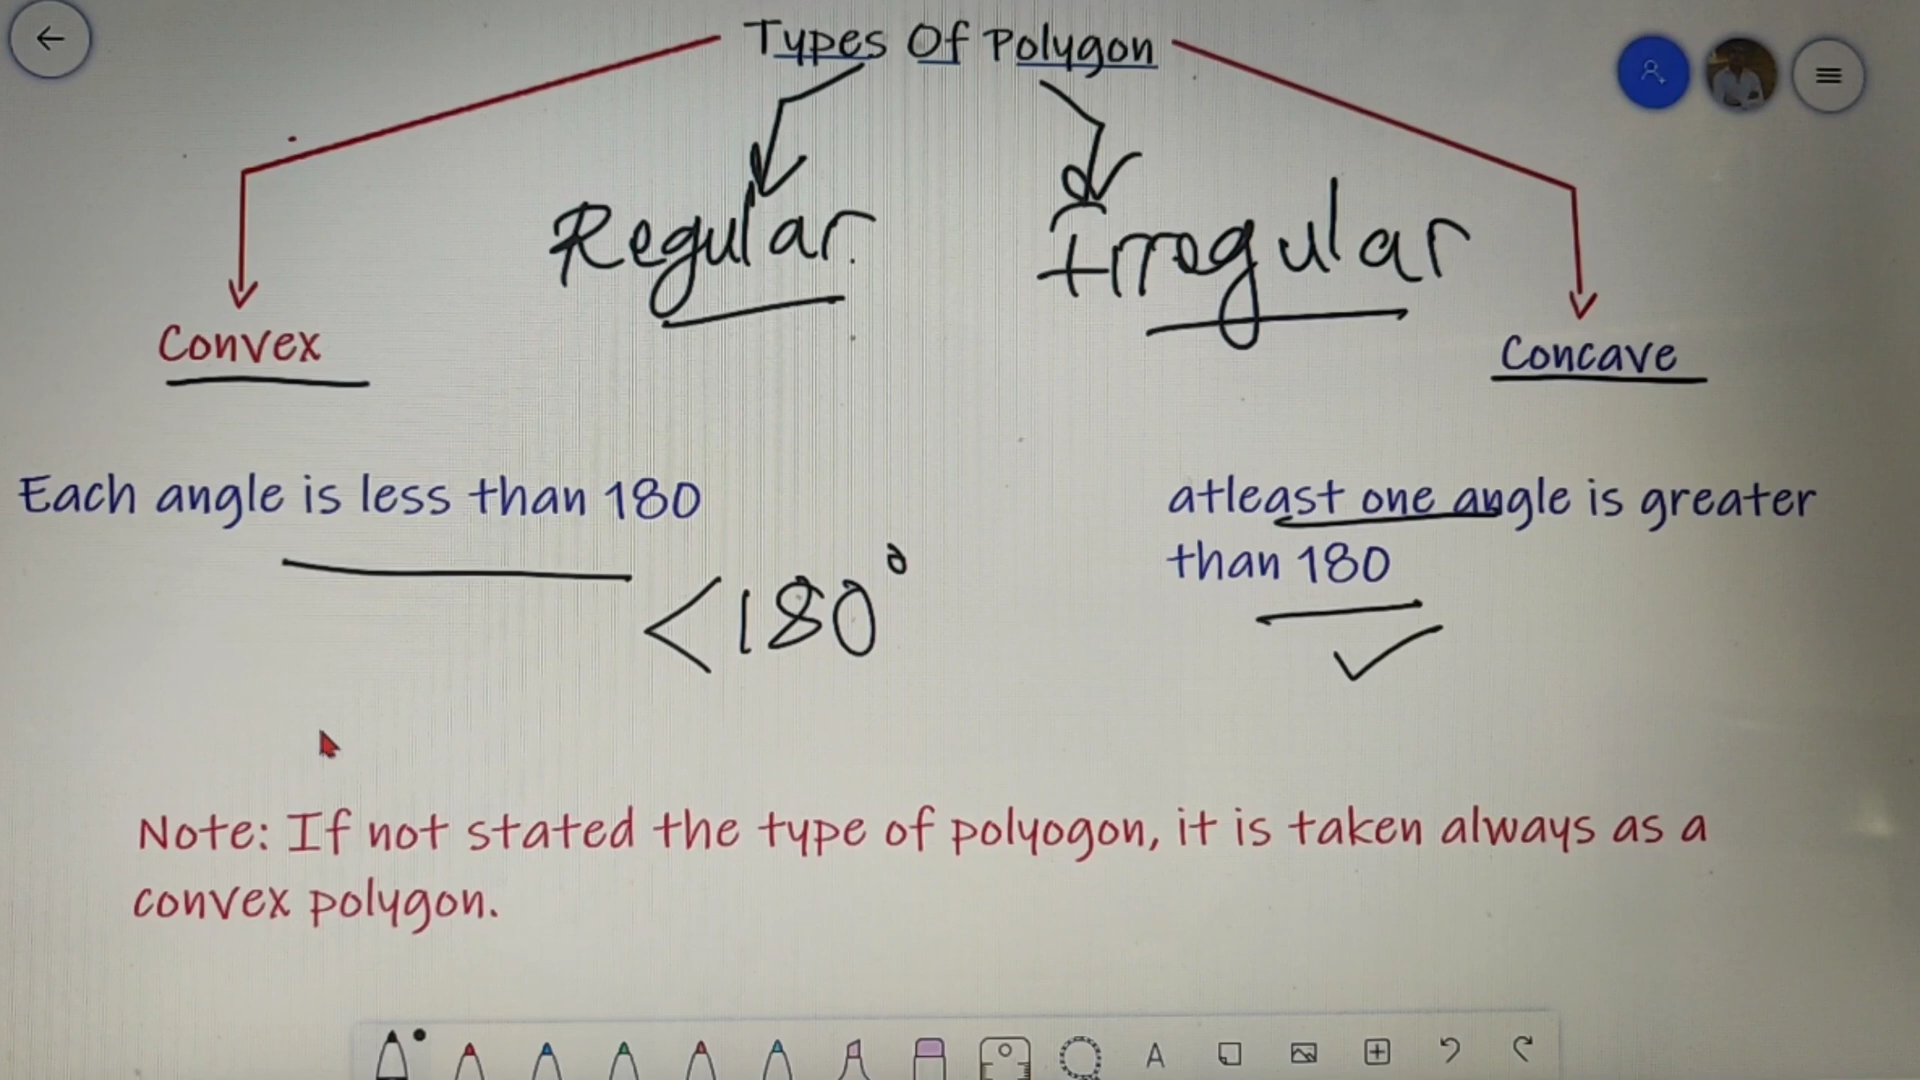 Types Of Polygon
Regular
Irregular
Convex
Concave
Each angle is less than 180
<180°
atleast one angle is greater
than 180
Note: If not stated the type of polyogon, it is taken always as a
convex polygon.
A